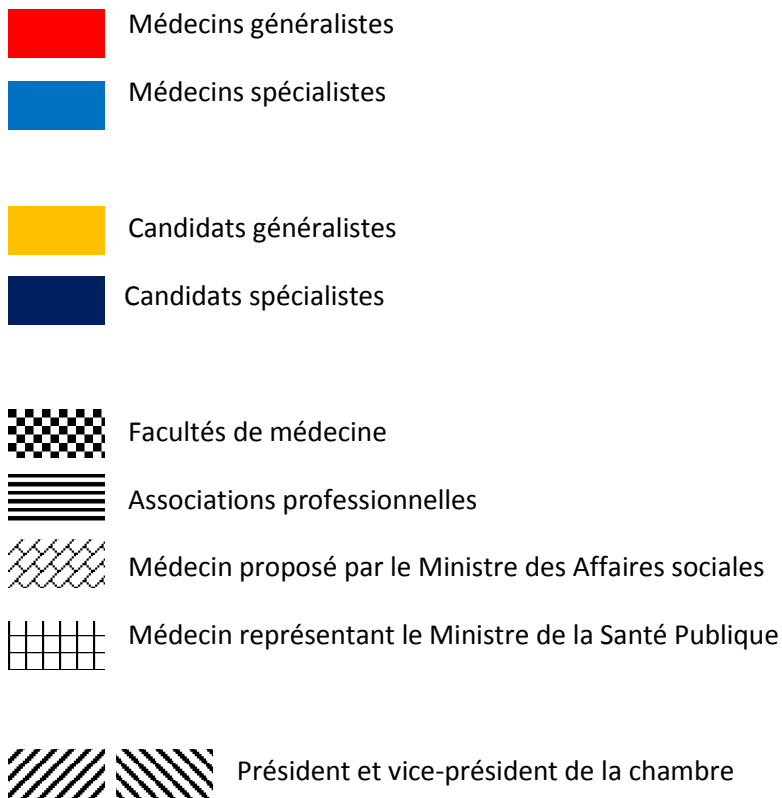 Médecins généralistes
Médecins spécialistes
Candidats généralistes
Candidats spécialistes
Facultés de médecine
Associations professionnelles
Médecin proposé par le Ministre des Affaires sociales
Médecin représentant le Ministre de la Santé Publique
Président et vice-président de la chambre